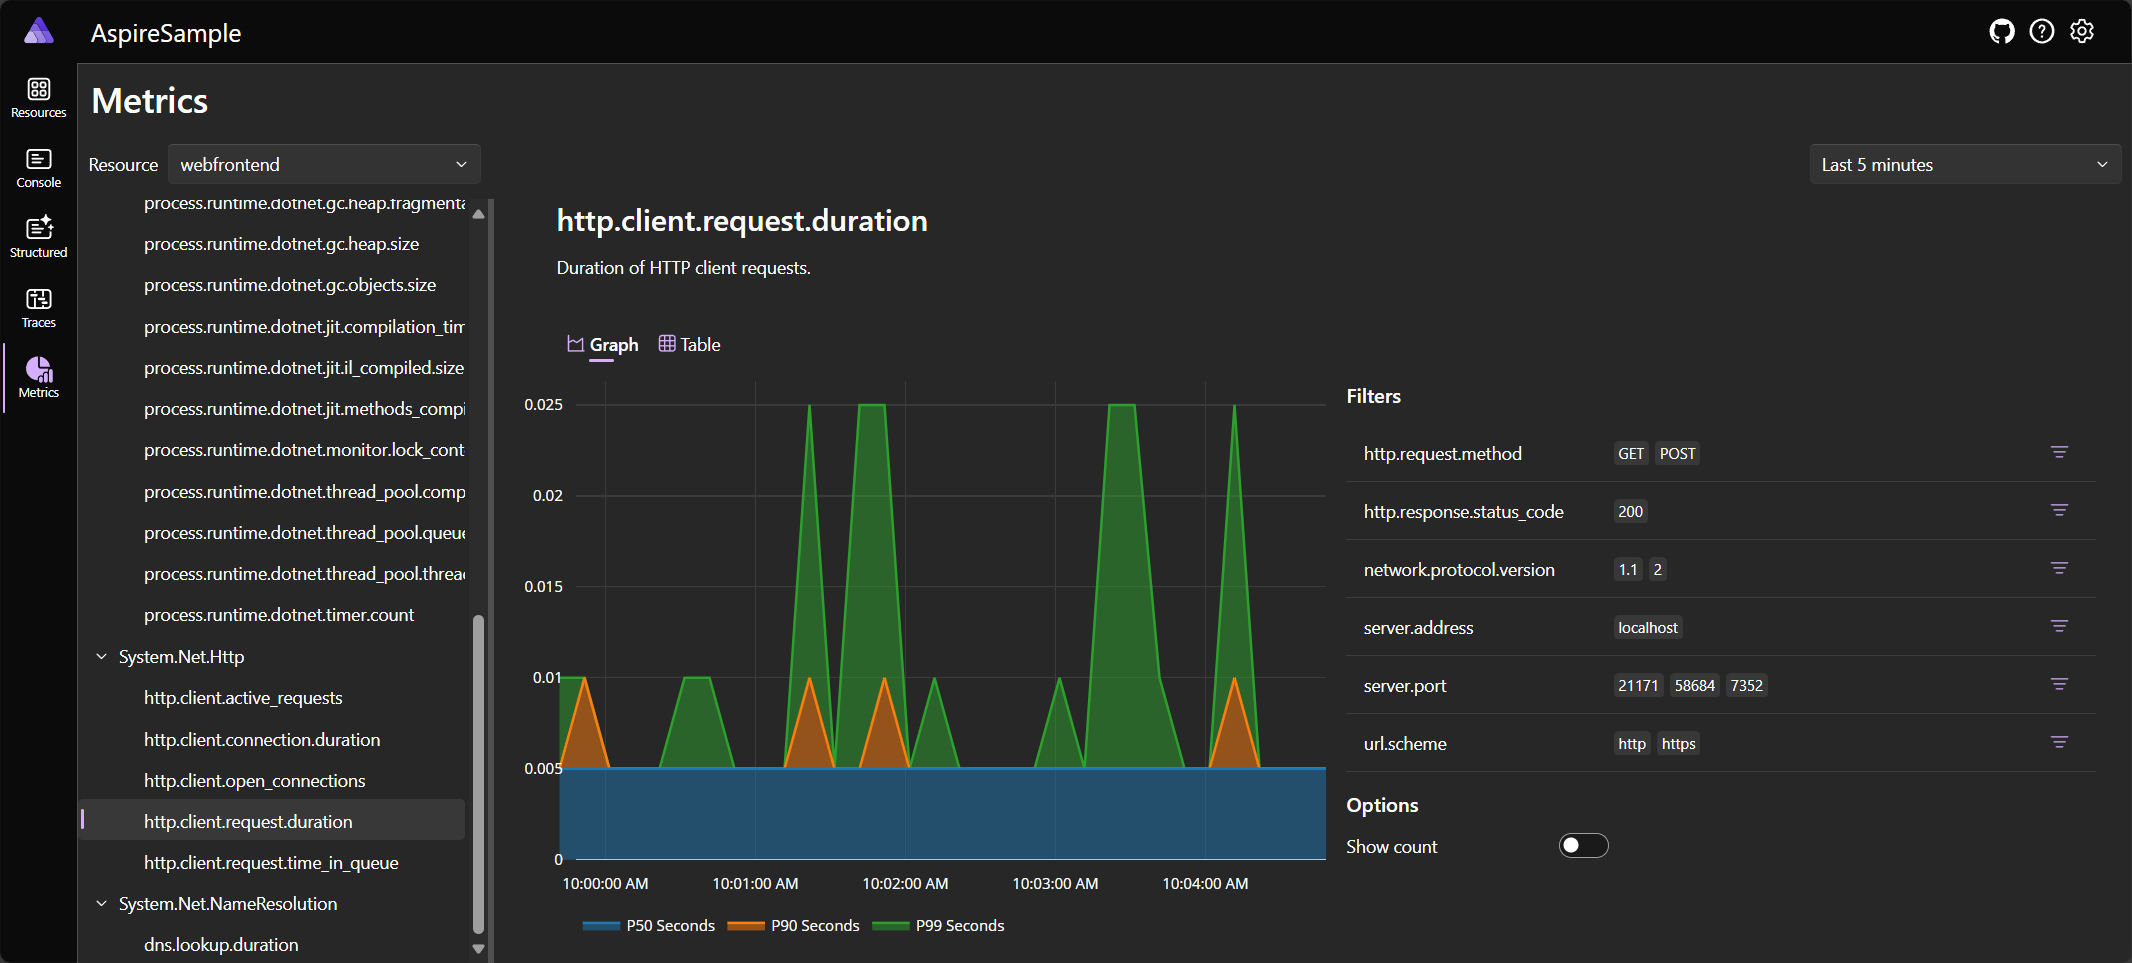 AspireSample
Resources
Console
Structured
Traces
Metrics
Metrics
Resource
webfrontend
Last 5 minutes
process.runtime.dotnet.gc.heap.fragmenta
process.runtime.dotnet.gc.heap.size
process.runtime.dotnet.gc.objects.size
process.runtime.dotnet.jit.compilation_tim
process.runtime.dotnet.jit.il_compiled.size
process.runtime.dotnet.jit.methods_compi
process.runtime.dotnet.monitor.lock_cont
process.runtime.dotnet.thread_pool.comp
process.runtime.dotnet.thread_pool.queue
process.runtime.dotnet.thread_pool.threa
process.runtime.dotnet.timer.count
System.Net.Http
http.client.active_requests
http.client.connection.duration
http.client.open_connections
http.client.request.duration
http.client.request.time_in_queue
System.Net.NameResolution
dns.lookup.duration
http.client.request.duration
Duration of HTTP client requests.
Graph
Table
0.025
0.02
0.015
0.01
0.005
0
10:00:00 AM 10:01:00 AM 10:02:00 AM 10:03:00 AM 10:04:00 AM
P50 Seconds P90 Seconds P99 Seconds
Filters
http.request.method GET POST
http.response.status_code 200
network.protocol.version 1.1 2
server.address localhost
server.port 21171 58684 7352
url.scheme http https
Options
Show count